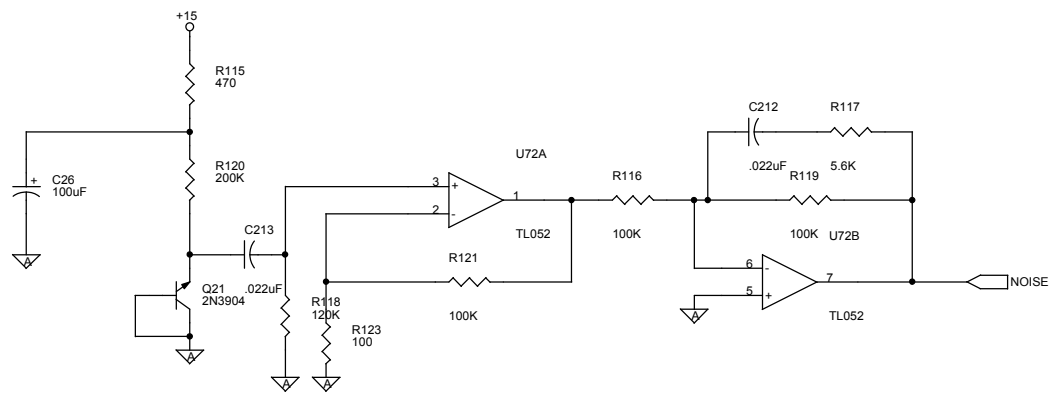 +15
R115
470
C26
100uF
+
R120
200K
C213
.022uF
Q21
2N3904
A
A
R118
120K
A
R123
100
A
U72A
3
+
2
-
1
TL052
R121
100K
R116
100K
C212
.022uF
R117
5.6K
R119
100K
U72B
6
-
5
+
7
TL052
A
NOISE